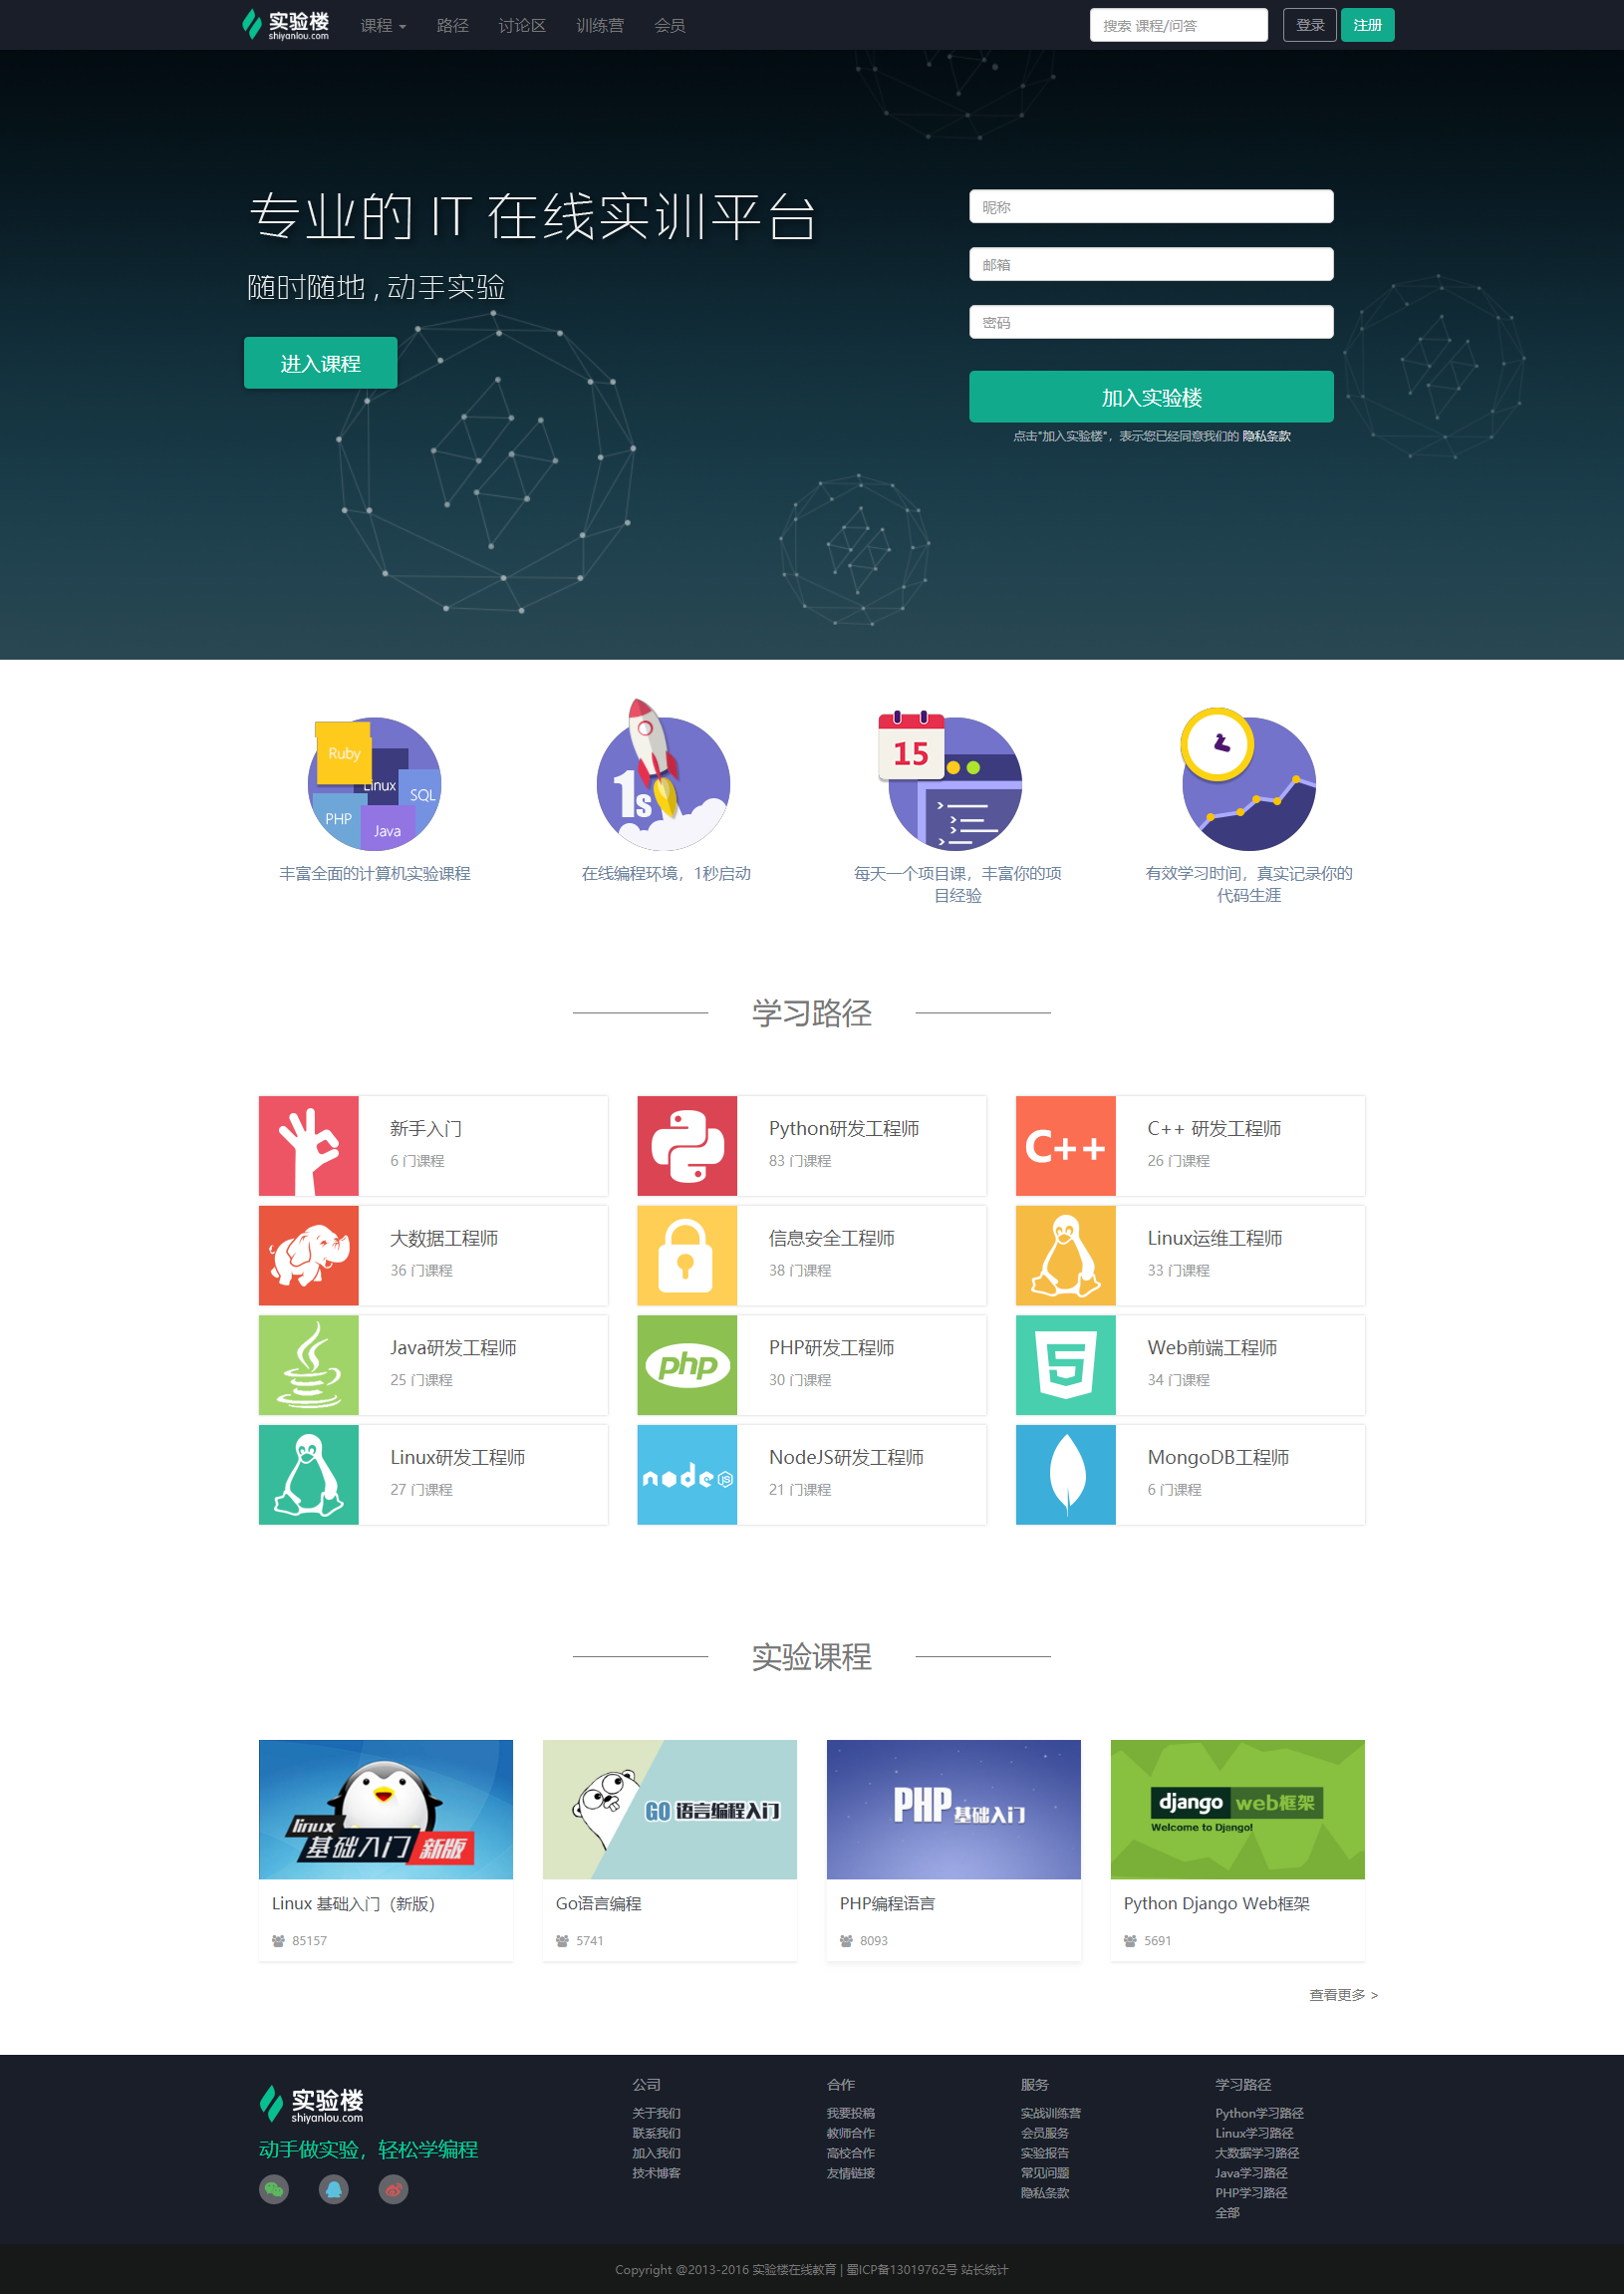 实验楼
shiyanlou.com
课程 路径 讨论区 训练营 会员
搜索 课程/问答
登录 注册
专业的 IT 在线实训平台
随时随地 , 动手实验
进入课程
昵称
邮箱
密码
加入实验楼
点击"加入实验楼"，表示您已经同意我们的 隐私条款
Ruby
Linux
SQL
PHP
Java
丰富全面的计算机实验课程
1s
在线编程环境，1秒启动
15
每天一个项目课，丰富你的项
目经验
有效学习时间，真实记录你的
代码生涯
学习路径
新手入门
6 门课程
Python研发工程师
83 门课程
C++
C++ 研发工程师
26 门课程
大数据工程师
36 门课程
信息安全工程师
38 门课程
Linux运维工程师
33 门课程
Java研发工程师
25 门课程
php
PHP研发工程师
30 门课程
5
Web前端工程师
34 门课程
Linux研发工程师
27 门课程
node JS
NodeJS研发工程师
21 门课程
MongoDB工程师
6 门课程
实验课程
linux
基础入门 新版
Linux 基础入门（新版）
85157
GO 语言编程入门
Go语言编程
5741
PHP 基础入门
PHP编程语言
8093
django web框架
Welcome to Django!
Python Django Web框架
5691
查看更多 >
实验楼
shiyanlou.com
动手做实验，轻松学编程
公司
关于我们
联系我们
加入我们
技术博客
合作
我要投稿
教师合作
高校合作
友情链接
服务
实战训练营
会员服务
实验报告
常见问题
隐私条款
学习路径
Python学习路径
Linux学习路径
大数据学习路径
Java学习路径
PHP学习路径
全部
Copyright @2013-2016 实验楼在线教育 | 蜀ICP备13019762号 站长统计